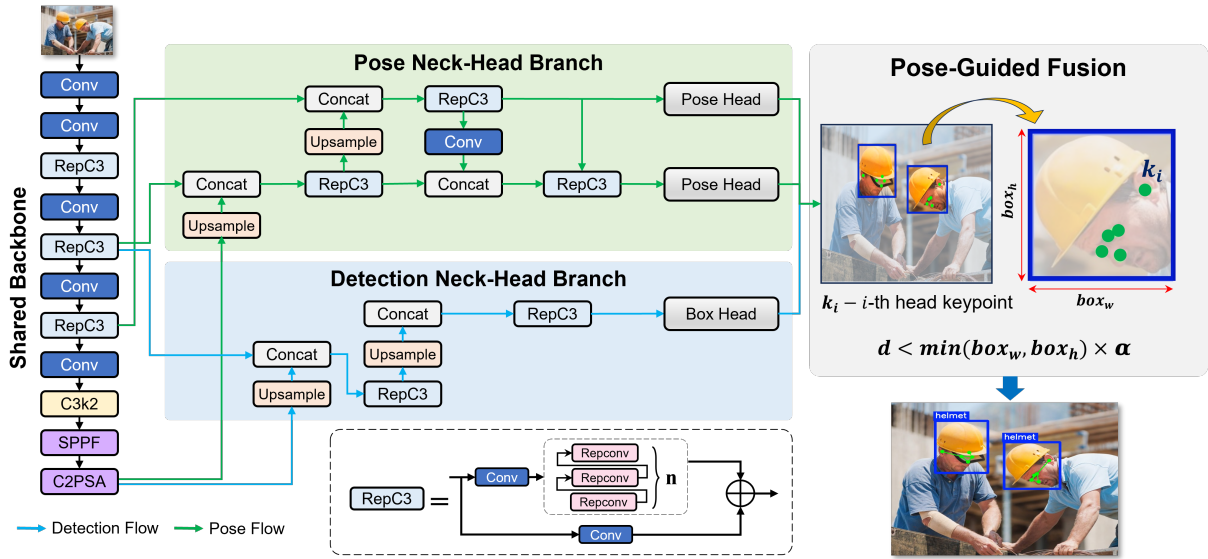 Shared Backbone
Conv
Conv
RepC3
Conv
RepC3
Conv
RepC3
Conv
C3k2
SPPF
C2PSA
Detection Flow
Pose Flow
Pose Neck-Head Branch
Concat
RepC3
Pose Head
Upsample
Conv
Concat
RepC3
Concat
RepC3
Pose Head
Upsample
Detection Neck-Head Branch
Concat
RepC3
Box Head
Concat
Upsample
Upsample
RepC3
RepC3 =
Conv
Repconv
Repconv
Repconv
n
Conv
Pose-Guided Fusion
k_i
box_h
box_w
k_i − i-th head keypoint
d < min(box_w, box_h) × α
helmet
helmet